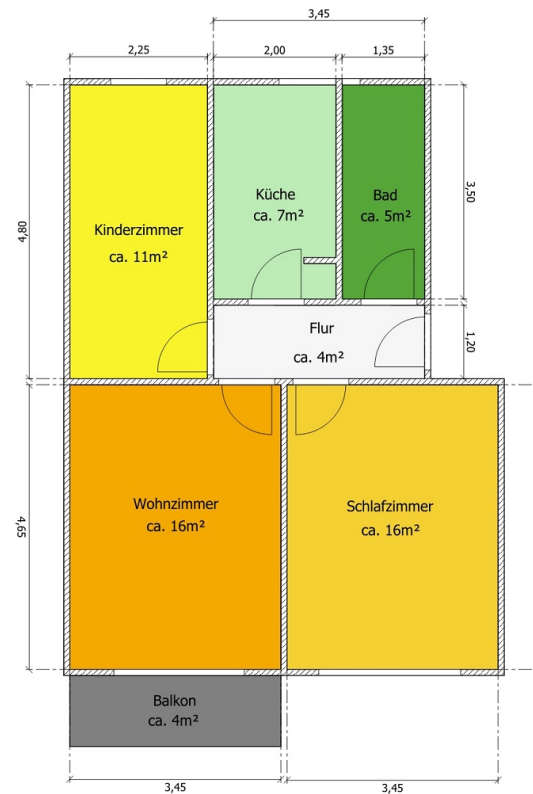 3,45
2,25
2,00
1,35
Kinderzimmer
ca. 11m²
Küche
ca. 7m²
Bad
ca. 5m²
4,80
3,50
Flur
ca. 4m²
1,20
Wohnzimmer
ca. 16m²
Schlafzimmer
ca. 16m²
4,65
Balkon
ca. 4m²
3,45
3,45